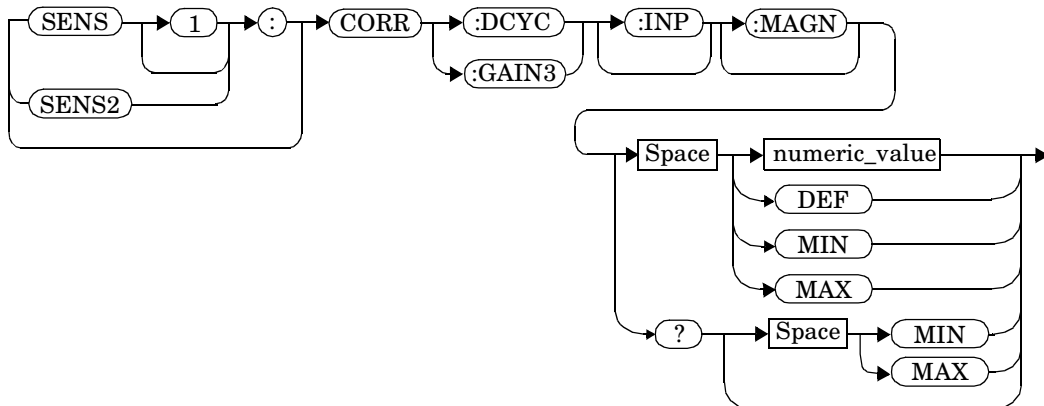 SENS 1 : CORR :DCYC :INP :MAGN
:GAIN3
SENS2
Space numeric_value
DEF
MIN
MAX
? Space MIN
MAX